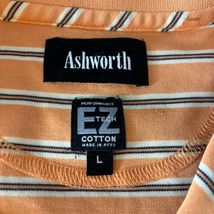 Ashworth
PERFORMANCE
EZ
TECH
COTTON
MADE IN PERU
L